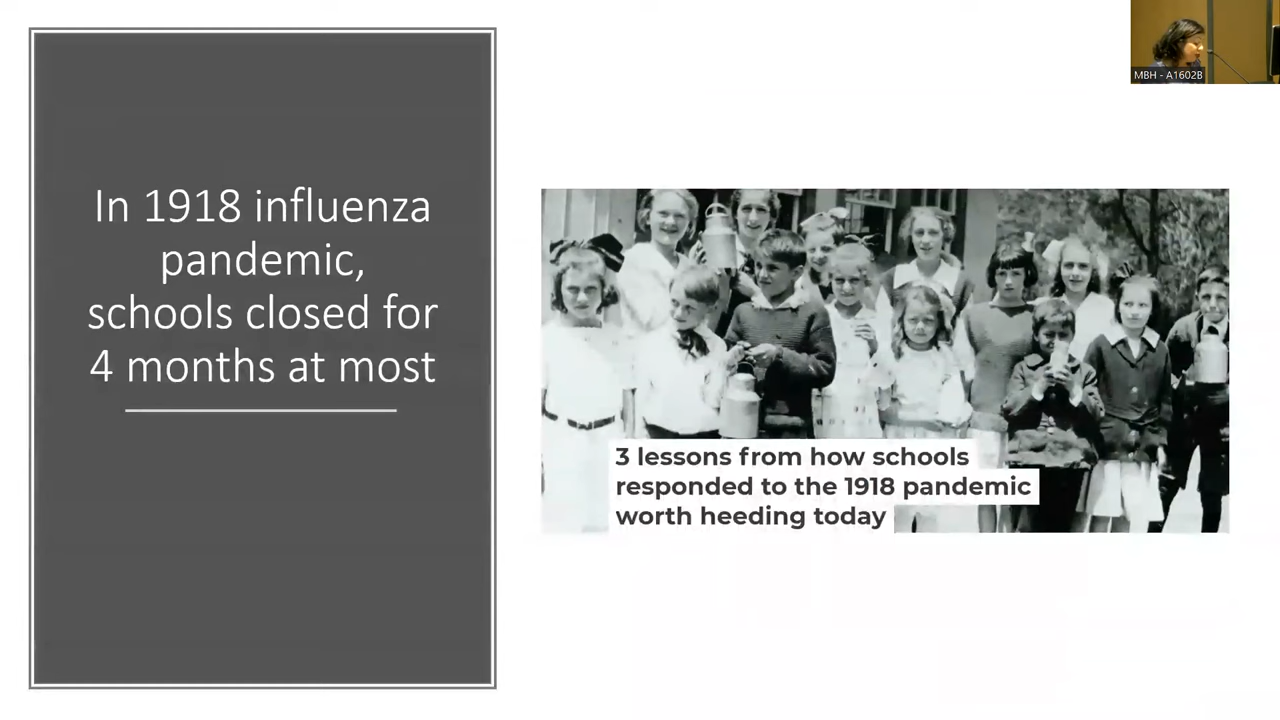 In 1918 influenza
pandemic,
schools closed for
4 months at most
MBH - A1602B
3 lessons from how schools
responded to the 1918 pandemic
worth heeding today